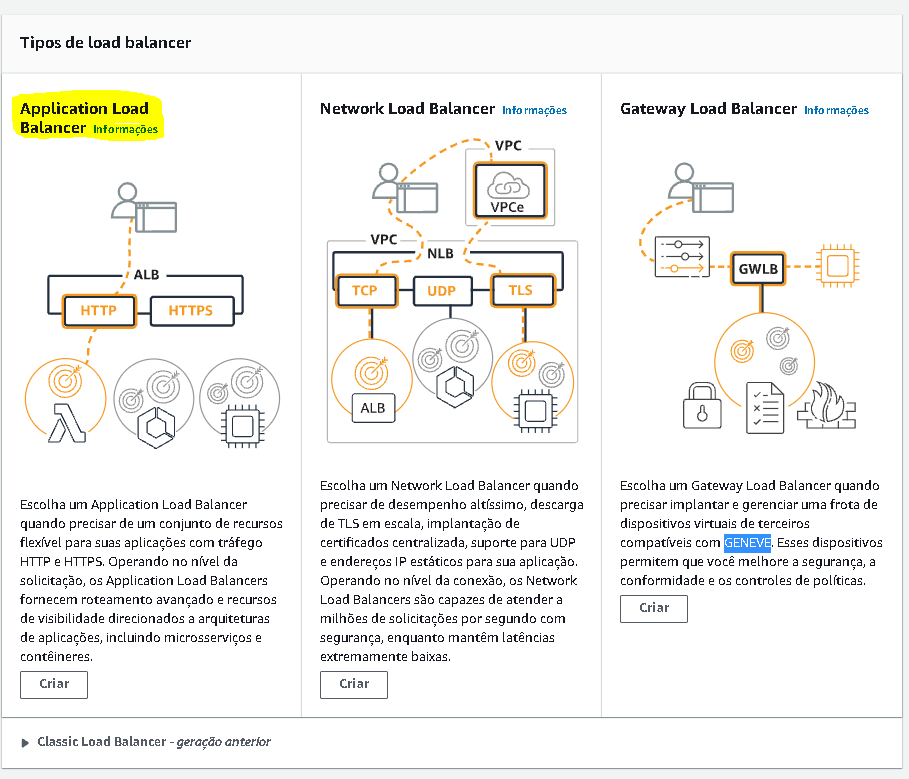 Tipos de load balancer
Application Load
Balancer Informações
ALB
HTTP
HTTPS
Escolha um Application Load Balancer
quando precisar de um conjunto de recursos
flexível para suas aplicações com tráfego
HTTP e HTTPS. Operando no nível da
solicitação, os Application Load Balancers
fornecem roteamento avançado e recursos
de visibilidade direcionados a arquiteturas
de aplicações, incluindo microsserviços e
contêineres.
Criar
Network Load Balancer Informações
VPC
VPCe
VPC
NLB
TCP
UDP
TLS
ALB
Escolha um Network Load Balancer quando
precisar de desempenho altíssimo, descarga
de TLS em escala, implantação de
certificados centralizada, suporte para UDP
e endereços IP estáticos para sua aplicação.
Operando no nível da conexão, os Network
Load Balancers são capazes de atender a
milhões de solicitações por segundo com
segurança, enquanto mantêm latências
extremamente baixas.
Criar
Gateway Load Balancer Informações
GWLB
Escolha um Gateway Load Balancer quando
precisar implantar e gerenciar uma frota de
dispositivos virtuais de terceiros
compatíveis com GENEVE. Esses dispositivos
permitem que você melhore a segurança, a
conformidade e os controles de políticas.
Criar
Classic Load Balancer - geração anterior